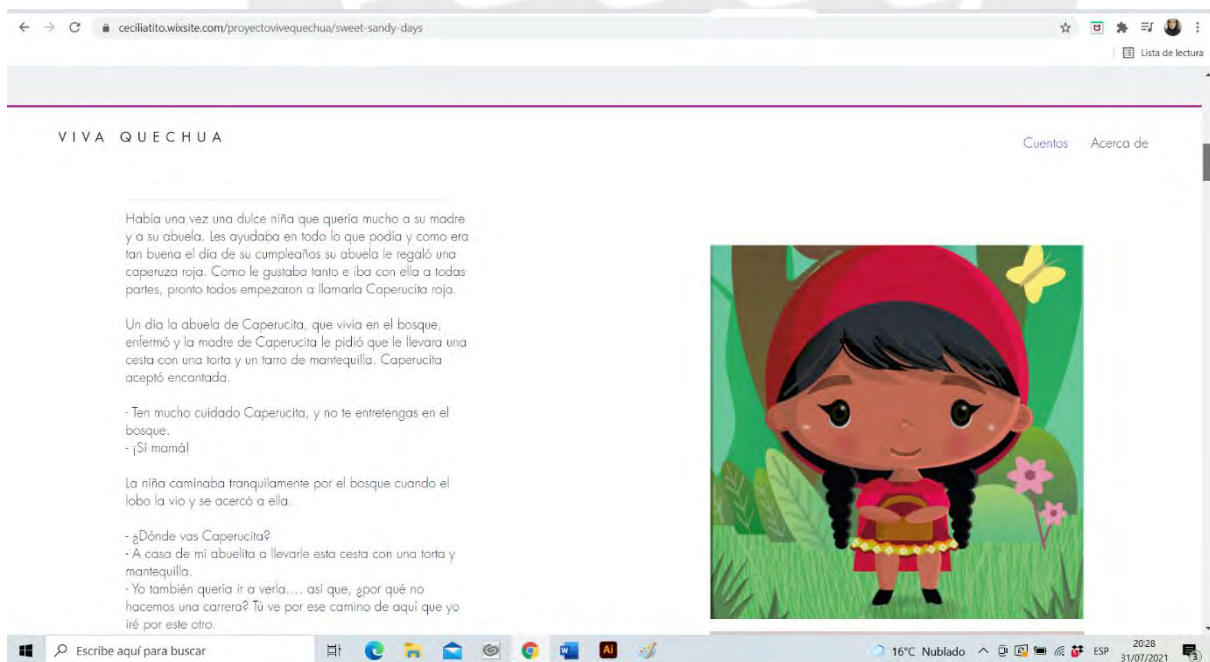 ceciliatito.wixsite.com/proyectovivequechua/sweet-sandy-days
Lista de lectura
VIVA QUECHUA
Cuentos Acerca de
Había una vez una dulce niña que quería mucho a su madre
y a su abuela. Les ayudaba en todo lo que podía y como era
tan buena el día de su cumpleaños su abuela le regaló una
caperuza roja. Como le gustaba tanto e iba con ella a todas
partes, pronto todos empezaron a llamarla Caperucita roja.
Un día la abuela de Caperucita, que vivía en el bosque,
enfermó y la madre de Caperucita le pidió que le llevara una
cesta con una torta y un tarro de mantequilla. Caperucita
aceptó encantada.
- Ten mucho cuidado Caperucita, y no te entretengas en el
bosque.
- ¡Sí mamá!
La niña caminaba tranquilamente por el bosque cuando el
lobo la vio y se acercó a ella.
- ¿Dónde vas Caperucita?
- A casa de mi abuelita a llevarle esta cesta con una torta y
mantequilla.
- Yo también quería ir a verla…. así que, ¿por qué no
hacemos una carrera? Tú ve por ese camino de aquí que yo
iré por este otro.
Escribe aquí para buscar
Ai
16°C Nublado
ESP
20:28
31/07/2021
3